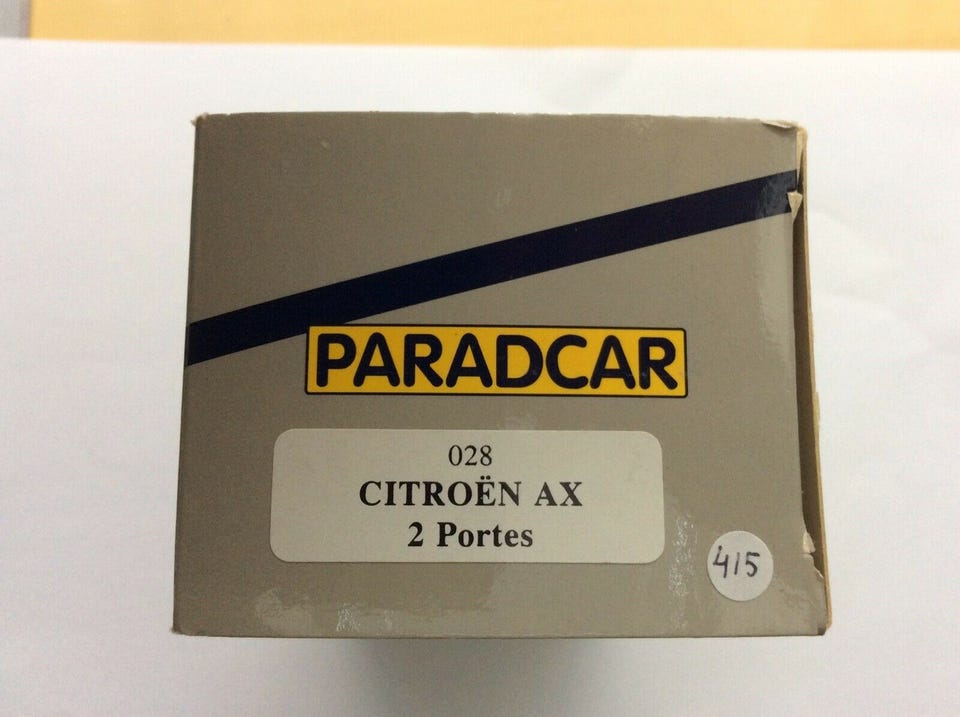 PARADCAR
028
CITROËN AX
2 Portes
415